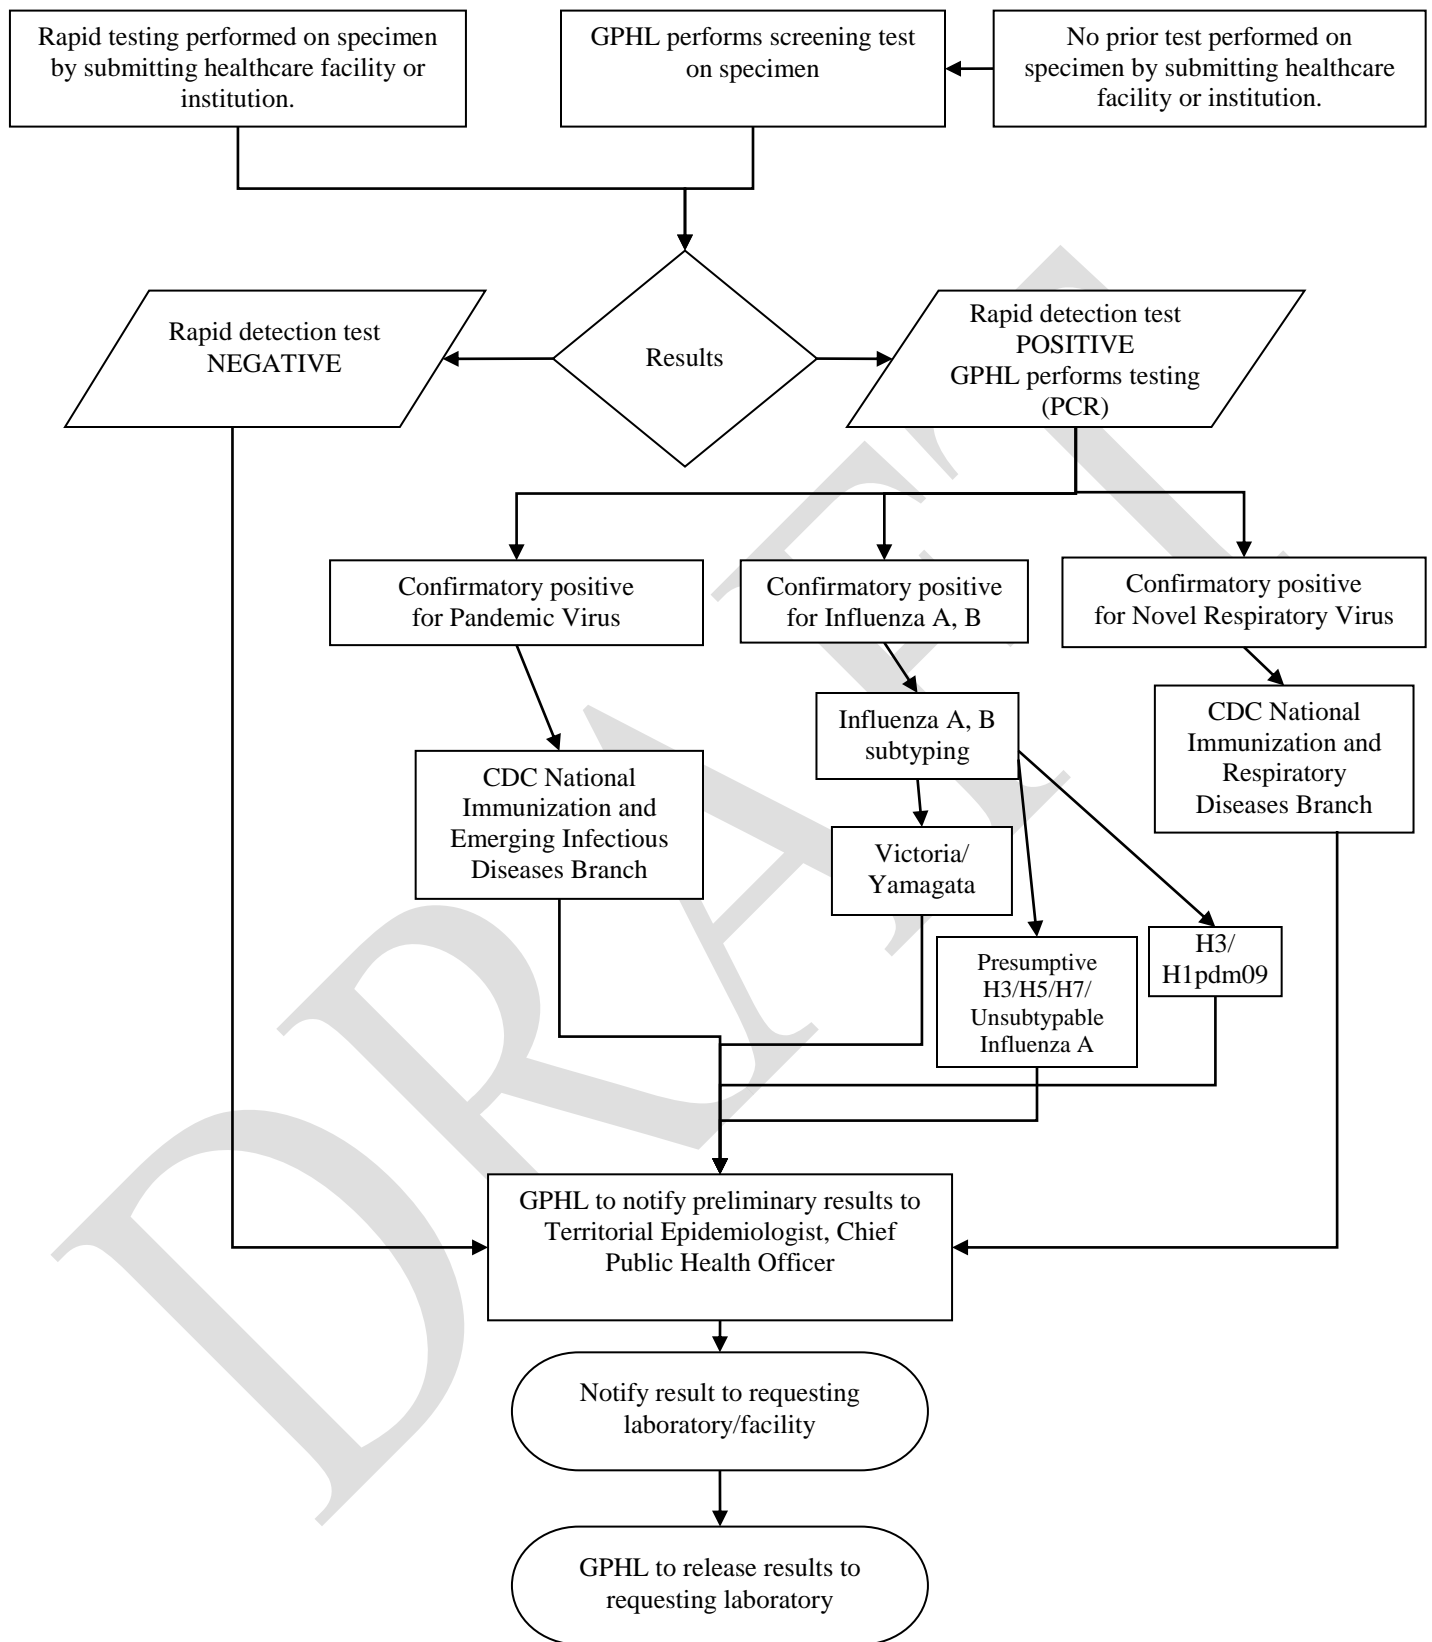 Rapid testing performed on specimen
by submitting healthcare facility or
institution.
GPHL performs screening test
on specimen
No prior test performed on
specimen by submitting healthcare
facility or institution.
Rapid detection test
NEGATIVE
Results
Rapid detection test
POSITIVE
GPHL performs testing
(PCR)
Confirmatory positive
for Pandemic Virus
Confirmatory positive
for Influenza A, B
Confirmatory positive
for Novel Respiratory Virus
Influenza A, B
subtyping
CDC National
Immunization and
Respiratory
Diseases Branch
CDC National
Immunization and
Emerging Infectious
Diseases Branch
Victoria/
Yamagata
Presumptive
H3/H5/H7/
Unsubtypable
Influenza A
H3/
H1pdm09
GPHL to notify preliminary results to
Territorial Epidemiologist, Chief
Public Health Officer
Notify result to requesting
laboratory/facility
GPHL to release results to
requesting laboratory
DRAFT